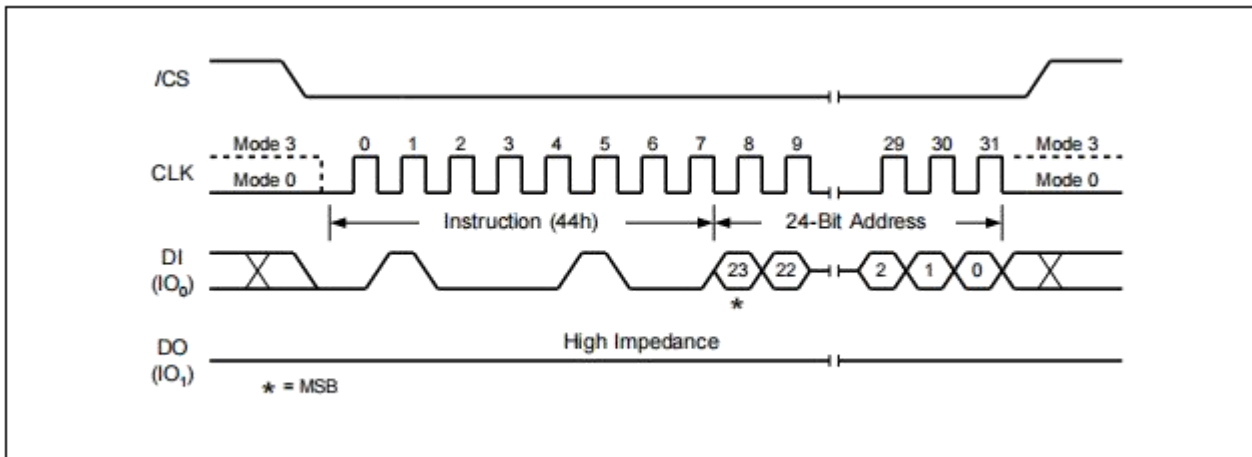 /CS
Mode 3 0 1 2 3 4 5 6 7 8 9 29 30 31 Mode 3
CLK
Mode 0 Mode 0
Instruction (44h) 24-Bit Address
DI
(IO0) 23 22 2 1 0
*
High Impedance
DO
(IO1)
* = MSB